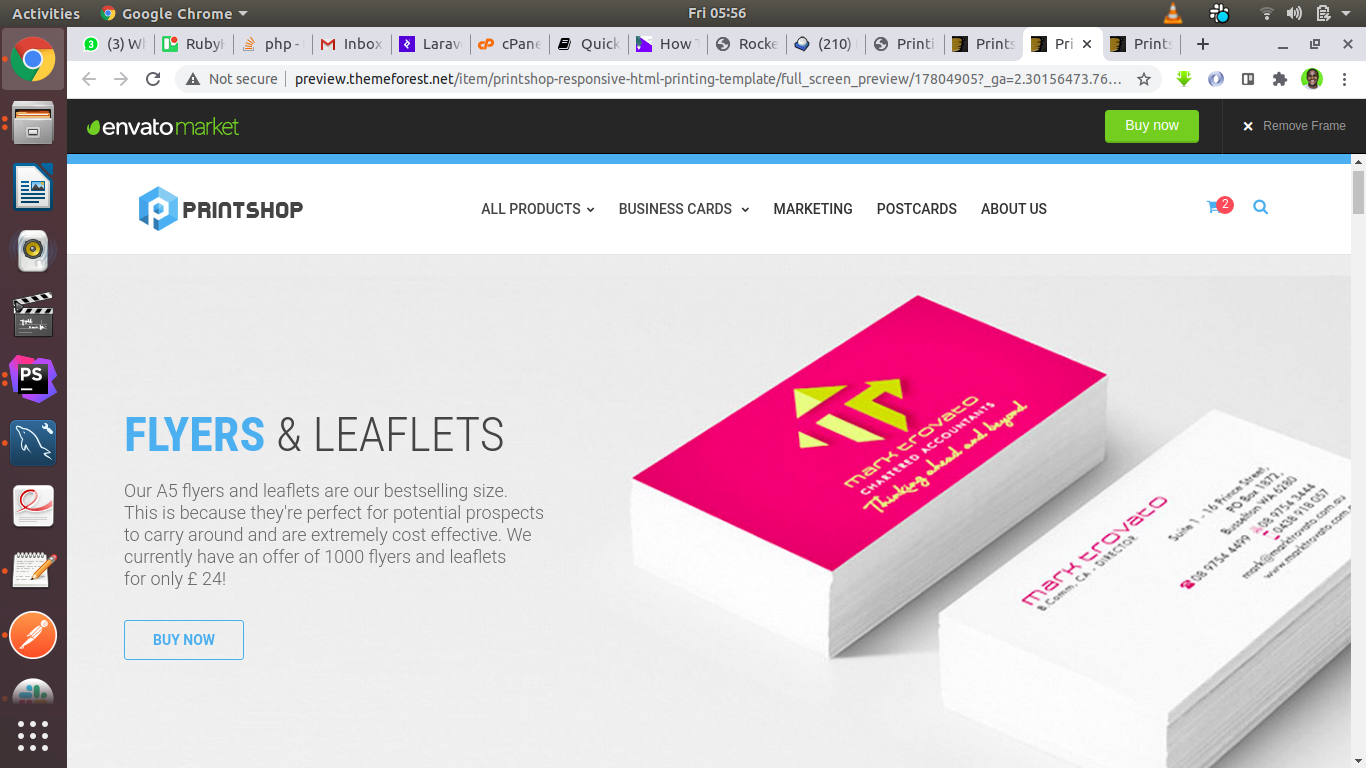 Activities
Google Chrome
Fri 05:56
(3) Wh
RubyH
php -
Inbox
Larav
cPane
Quick
How T
Rocke
(210)
Printi
Prints
Pri
Prints
Not secure
preview.themeforest.net/item/printshop-responsive-html-printing-template/full_screen_preview/17804905?_ga=2.30156473.76...
envatomarket
Buy now
Remove Frame
PRINTSHOP
ALL PRODUCTS
BUSINESS CARDS
MARKETING
POSTCARDS
ABOUT US
2
FLYERS & LEAFLETS
Our A5 flyers and leaflets are our bestselling size.
This is because they're perfect for potential prospects
to carry around and are extremely cost effective. We
currently have an offer of 1000 flyers and leaflets
for only £ 24!
BUY NOW
mark trovato
CHARTERED ACCOUNTANTS
Thinking ahead and beyond
mark trovato
B.Comm, CA - DIRECTOR
Suite 1 - 16 Prince Street,
PO Box 1872,
Busselton WA 6280
08 9754 3444
08 9754 4499
0438 918 057
mark@marktrovato.com.au
www.marktrovato.com.
PS